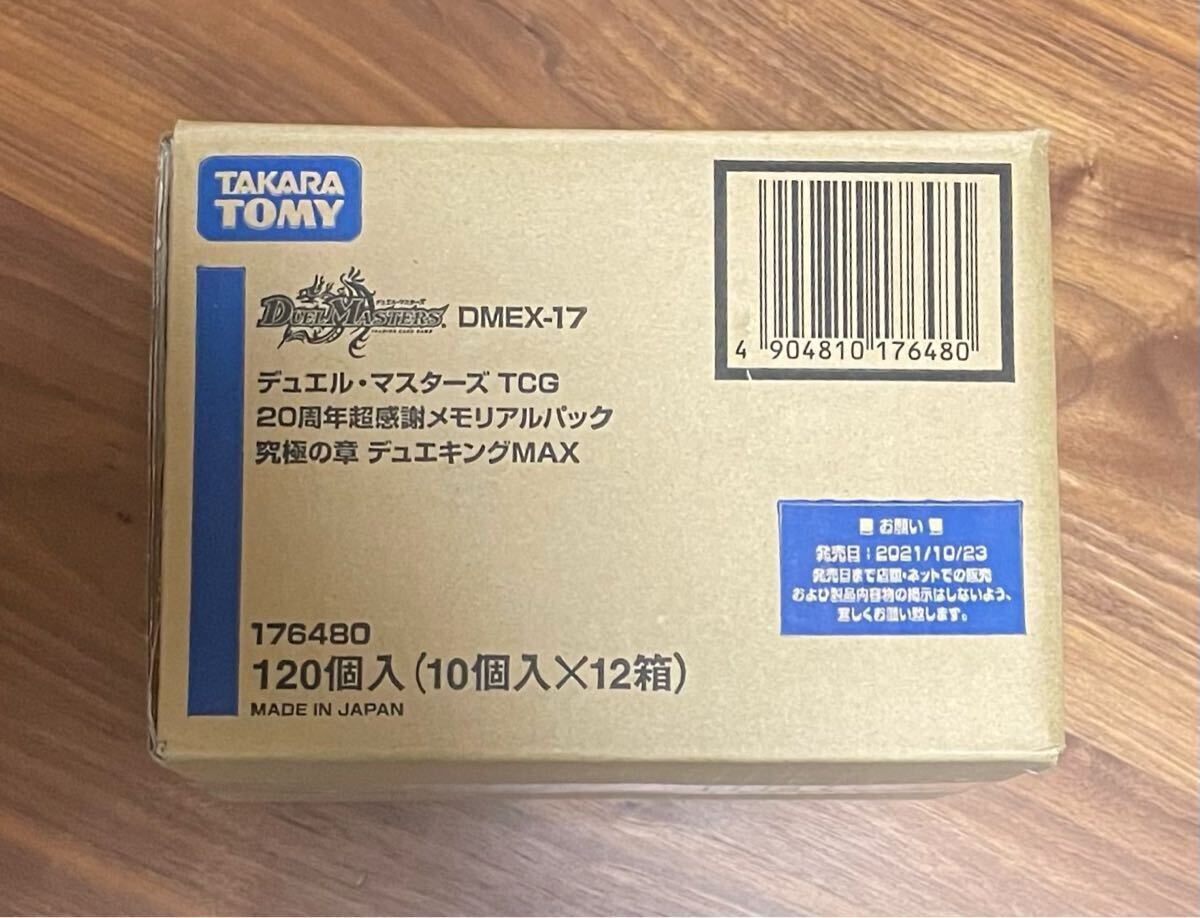 TAKARA
TOMY
デュエル・マスターズ
DUEL MASTERS
TRADING CARD GAME
DMEX-17
デュエル・マスターズ TCG
20周年超感謝メモリアルパック
究極の章 デュエキングMAX
4 904810 176480
お願い
発売日：2021/10/23
発売日まで店頭・ネットでの販売
および製品内容物の掲示はしないよう、
宜しくお願い致します。
176480
120個入(10個入×12箱)
MADE IN JAPAN